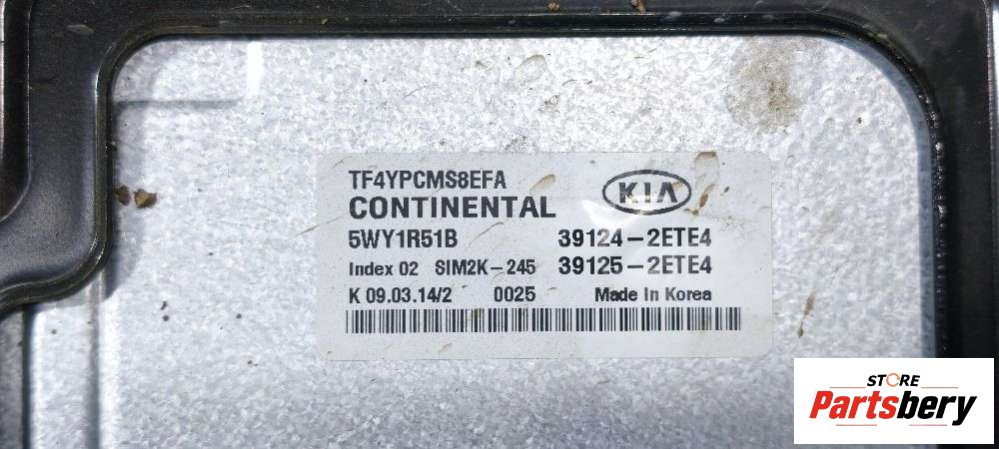 TF4YPCMS8EFA
CONTINENTAL
KIA
5WY1R51B 39124-2ETE4
Index 02 SIM2K-245 39125-2ETE4
K 09.03.14/2 0025 Made In Korea
STORE
Partsbery